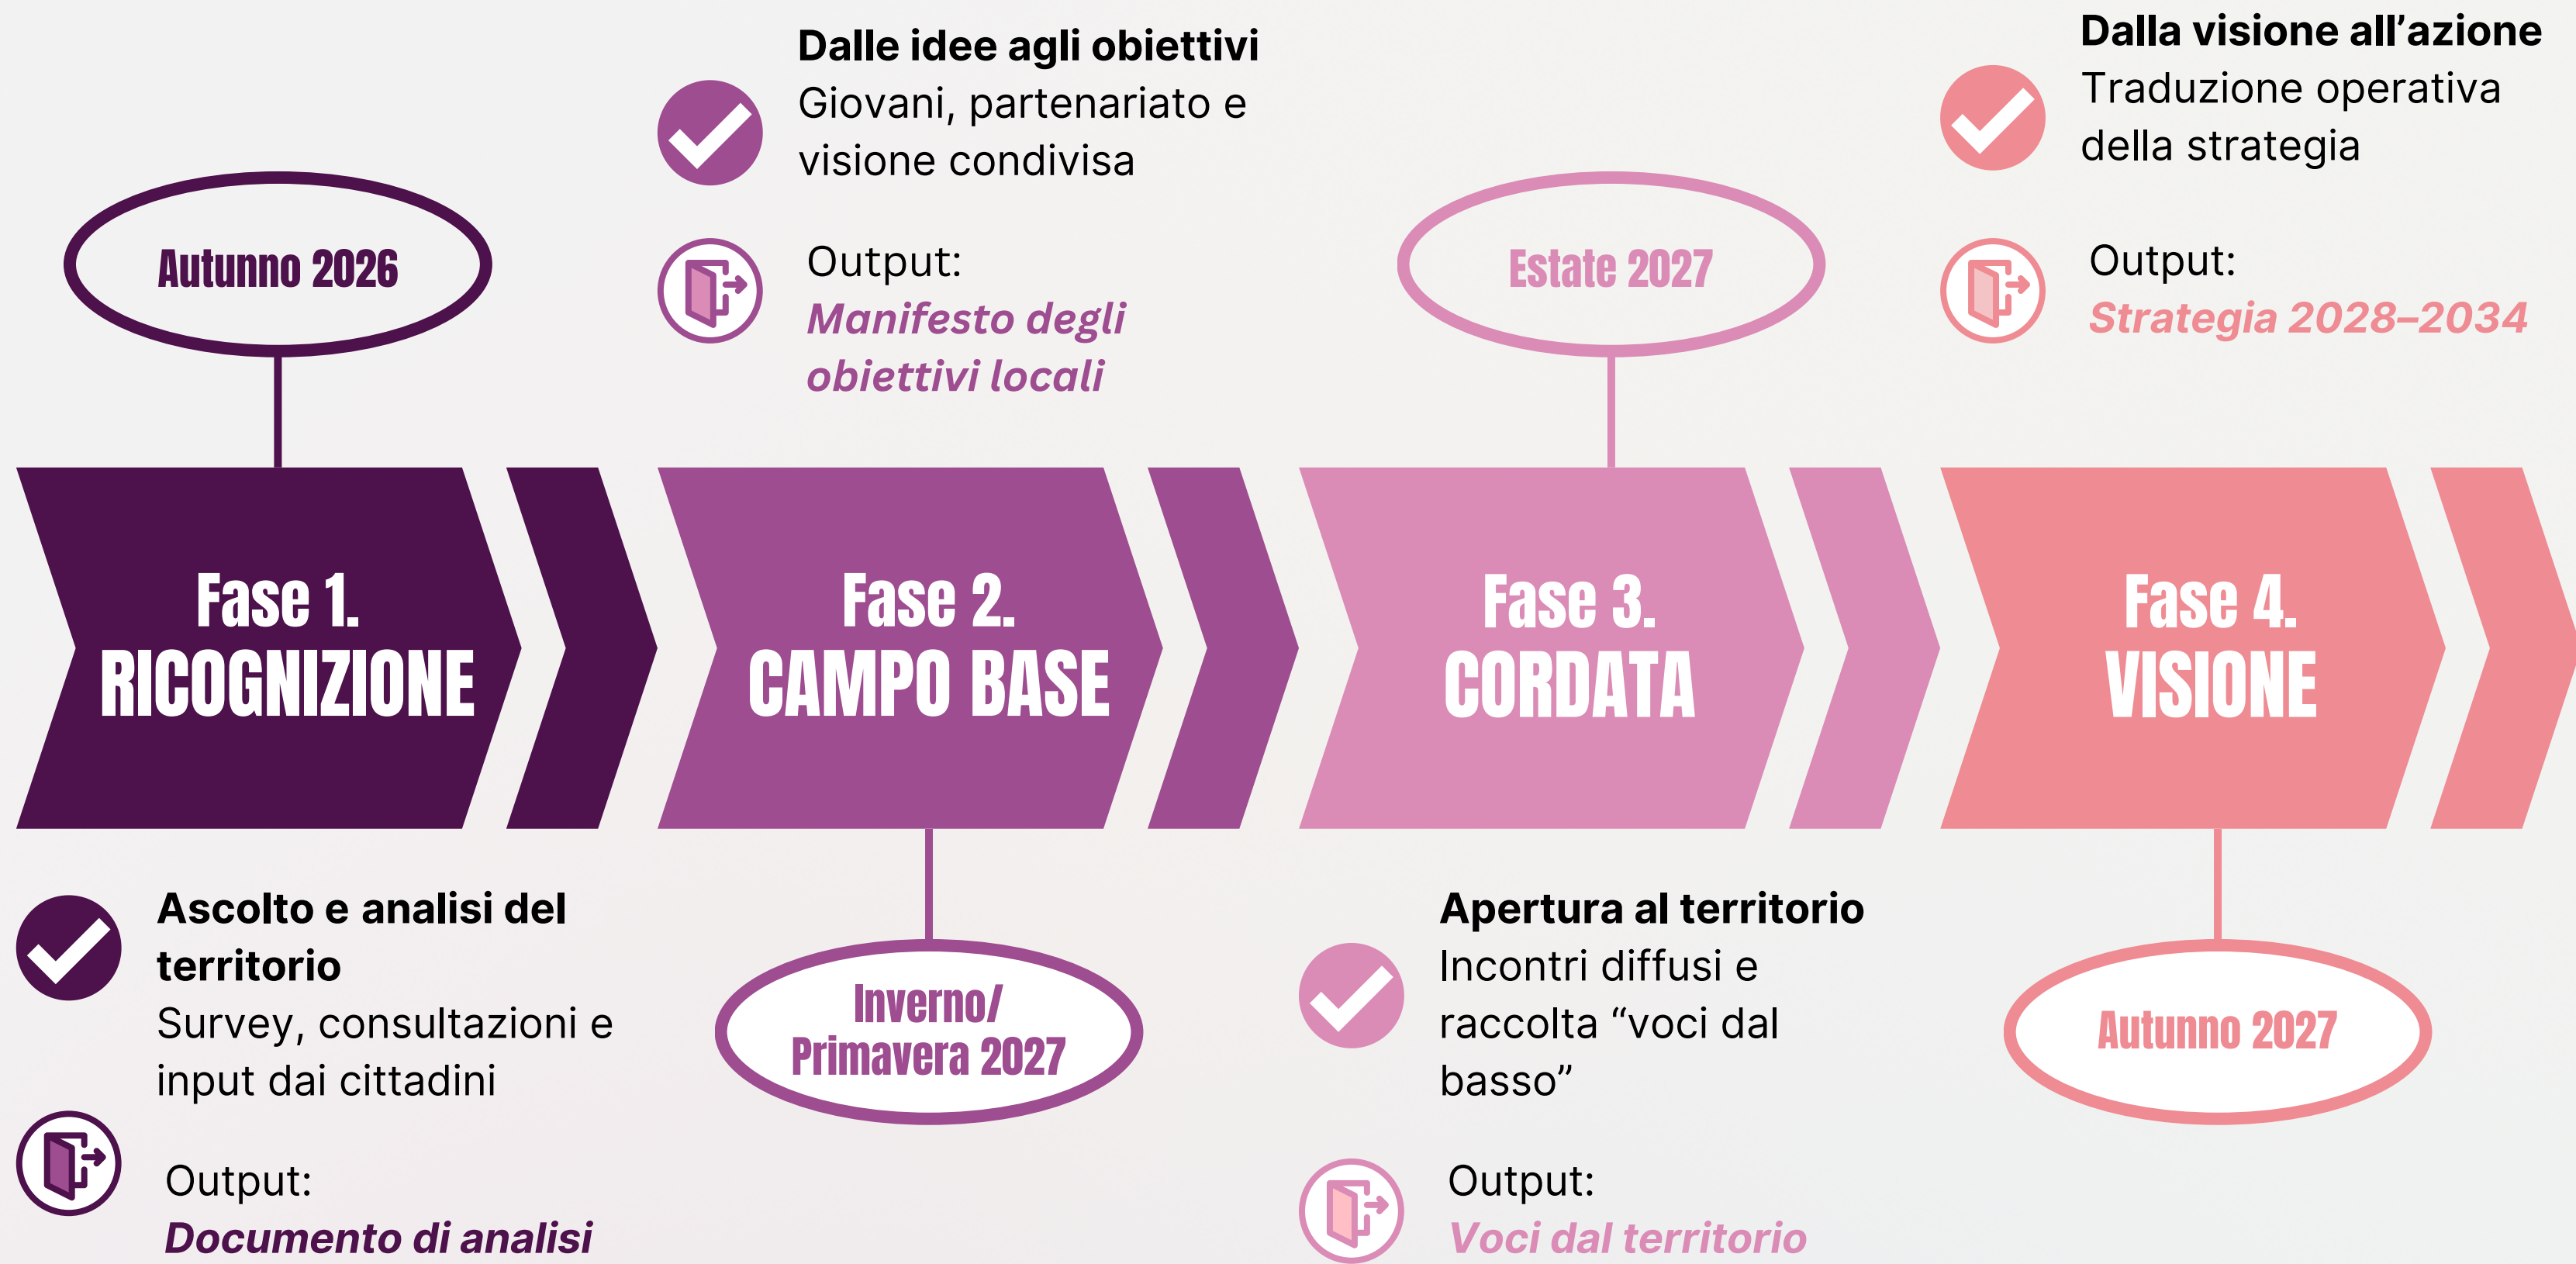 Autunno 2026
Fase 1.
RICOGNIZIONE
Ascolto e analisi del
territorio
Survey, consultazioni e
input dai cittadini
Output:
Documento di analisi
Dalle idee agli obiettivi
Giovani, partenariato e
visione condivisa
Output:
Manifesto degli
obiettivi locali
Fase 2.
CAMPO BASE
Inverno/
Primavera 2027
Estate 2027
Fase 3.
CORDATA
Apertura al territorio
Incontri diffusi e
raccolta “voci dal
basso”
Output:
Voci dal territorio
Dalla visione all’azione
Traduzione operativa
della strategia
Output:
Strategia 2028–2034
Fase 4.
VISIONE
Autunno 2027